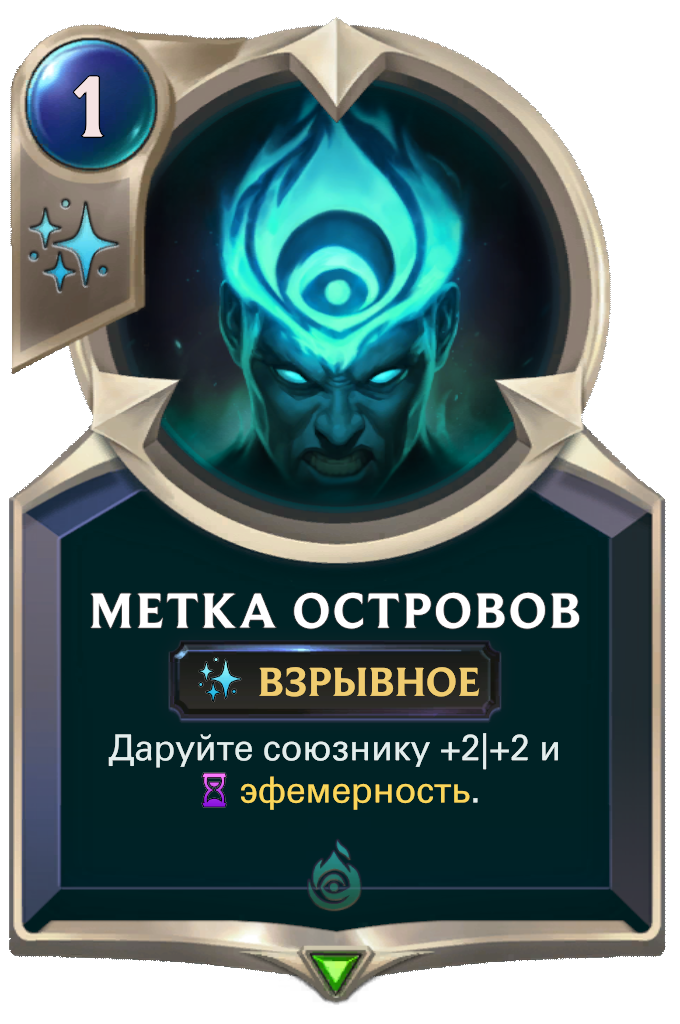 1
МЕТКА ОСТРОВОВ
ВЗРЫВНОЕ
Даруйте союзнику +2|+2 и
эфемерность.